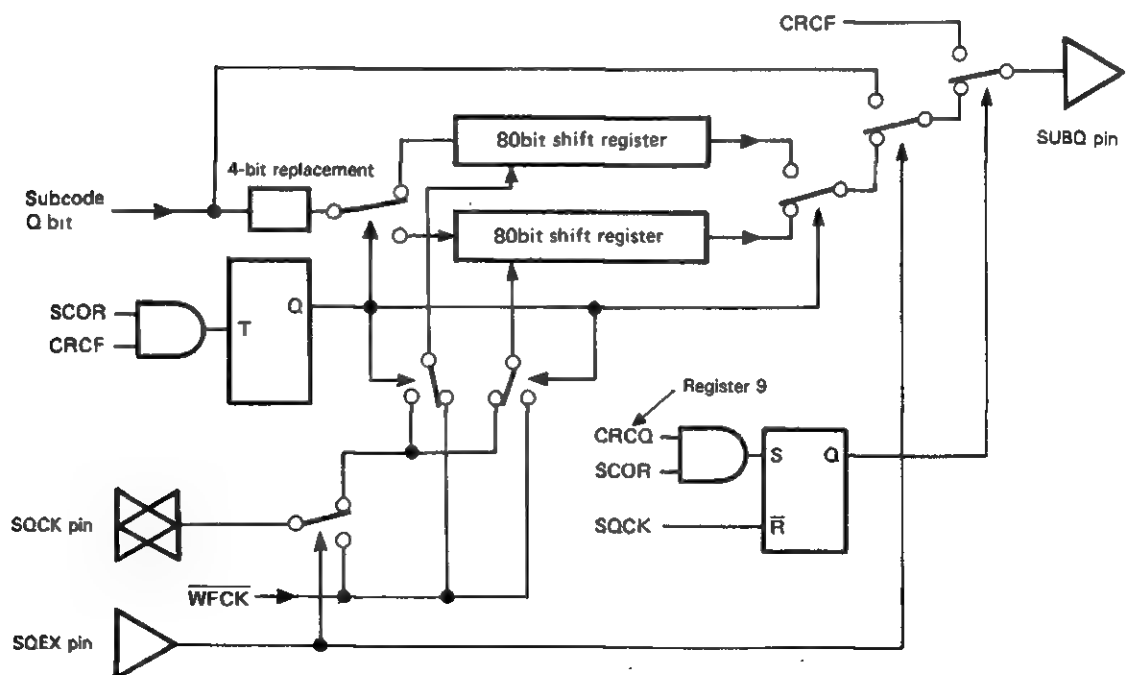 CRCF
SUBQ pin
80bit shift register
4-bit replacement
Subcode
Q bit
80bit shift register
SCOR
CRCF
T
Q
Register 9
CRCQ
SCOR
S
Q
SQCK pin
SQCK
R̅
W̅F̅C̅K̅
SQEX pin